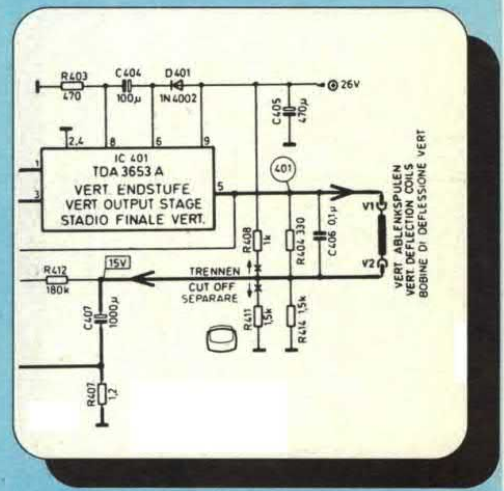 R403
470
C404
100µ
D401
1N4002
26V
C405
470µ
2,4
8
6
9
1
3
5
IC 401
TDA 3653 A
VERT. ENDSTUFE
VERT OUTPUT STAGE
STADIO FINALE VERT.
401
V1
V2
VERT ABLENKSPULEN
VERT. DEFLECTION COILS
BOBINE DI DEFLESSIONE VERT
R408
1k
R404 330
C406 0,1µ
R412
180k
15V
TRENNEN
CUT OFF
SEPARARE
C407
1000µ
R411
1,5k
R414 1,5k
R407
1,2